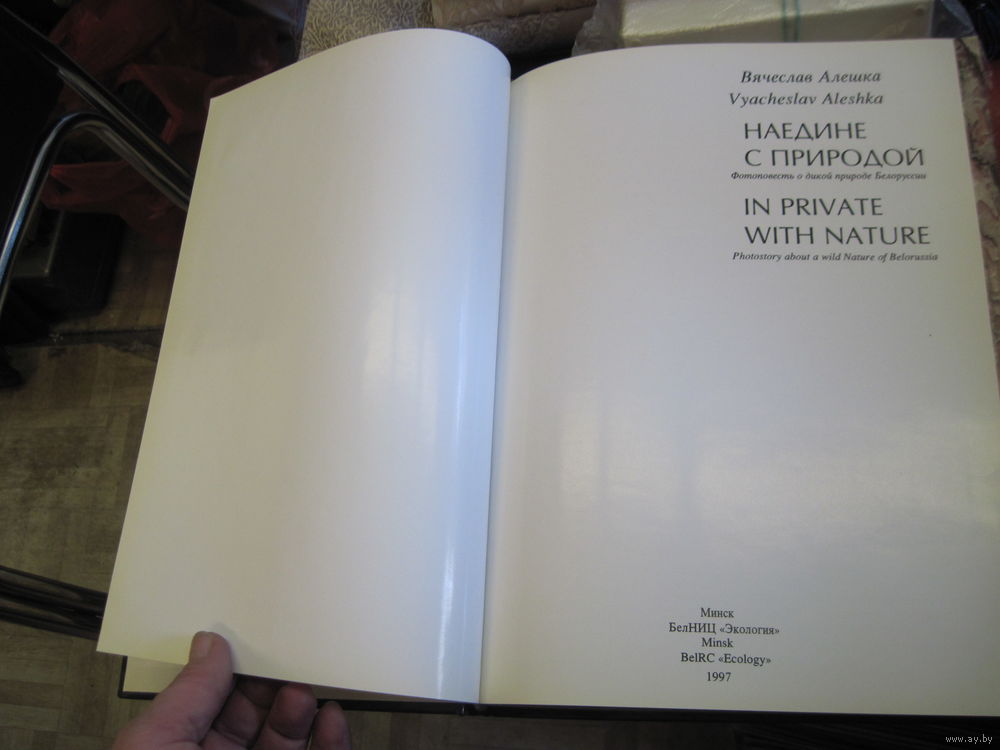 Вячеслав Алешка
Vyacheslav Aleshka
НАЕДИНЕ
С ПРИРОДОЙ
Фотоповесть о дикой природе Белоруссии
IN PRIVATE
WITH NATURE
Photostory about a wild Nature of Belorussia
Минск
БелНИЦ «Экология»
Minsk
BelRC «Ecology»
1997
www.ay.by